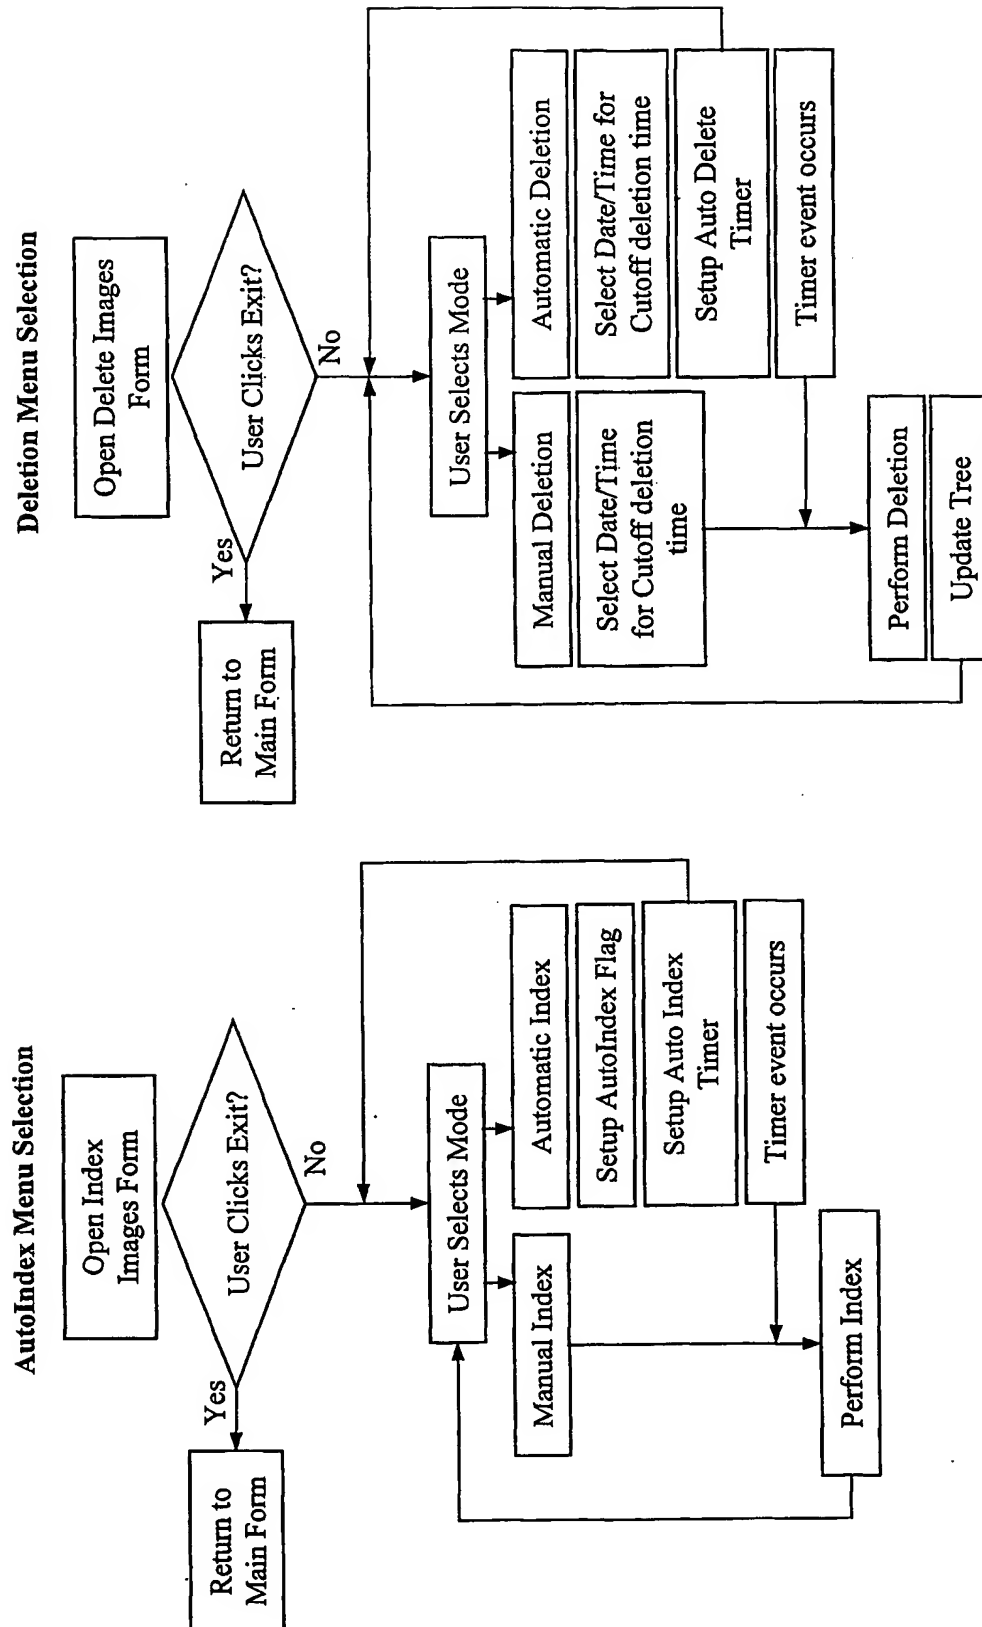 AutoIndex Menu Selection
Open Index
Images Form
User Clicks Exit?
Yes
No
Return to
Main Form
User Selects Mode
Manual Index
Automatic Index
Setup AutoIndex Flag
Setup Auto Index
Timer
Timer event occurs
Perform Index
Deletion Menu Selection
Open Delete Images
Form
User Clicks Exit?
Yes
No
Return to
Main Form
User Selects Mode
Manual Deletion
Select Date/Time
for Cutoff deletion
time
Automatic Deletion
Select Date/Time for
Cutoff deletion time
Setup Auto Delete
Timer
Timer event occurs
Perform Deletion
Update Tree